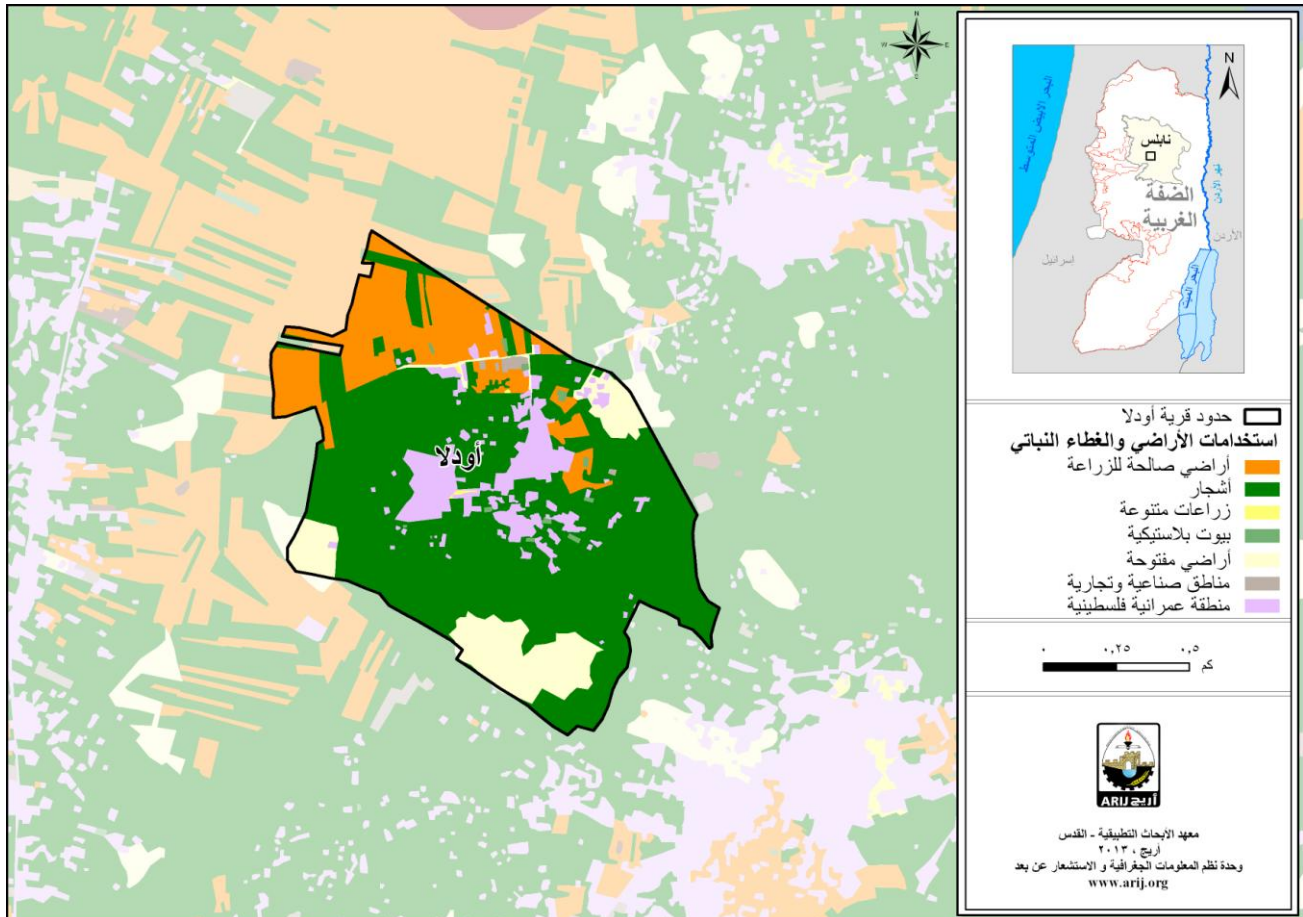 أودلا
N
W
E
S
N
البحر الأبيض المتوسط
نابلس
الضفة
الغربية
نهر الأردن
الأردن
إسرائيل
البحر الميت
حدود قرية أودلا
استخدامات الأراضي والغطاء النباتي
أراضي صالحة للزراعة
أشجار
زراعات متنوعة
بيوت بلاستيكية
أراضي مفتوحة
مناطق صناعية وتجارية
منطقة عمرانية فلسطينية
٠ ٠,٢٥ ٠,٥
كم
ARIJ أريج
معهد الأبحاث التطبيقية - القدس
أريج ، ٢٠١٣
وحدة نظم المعلومات الجغرافية و الاستشعار عن بعد
www.arij.org